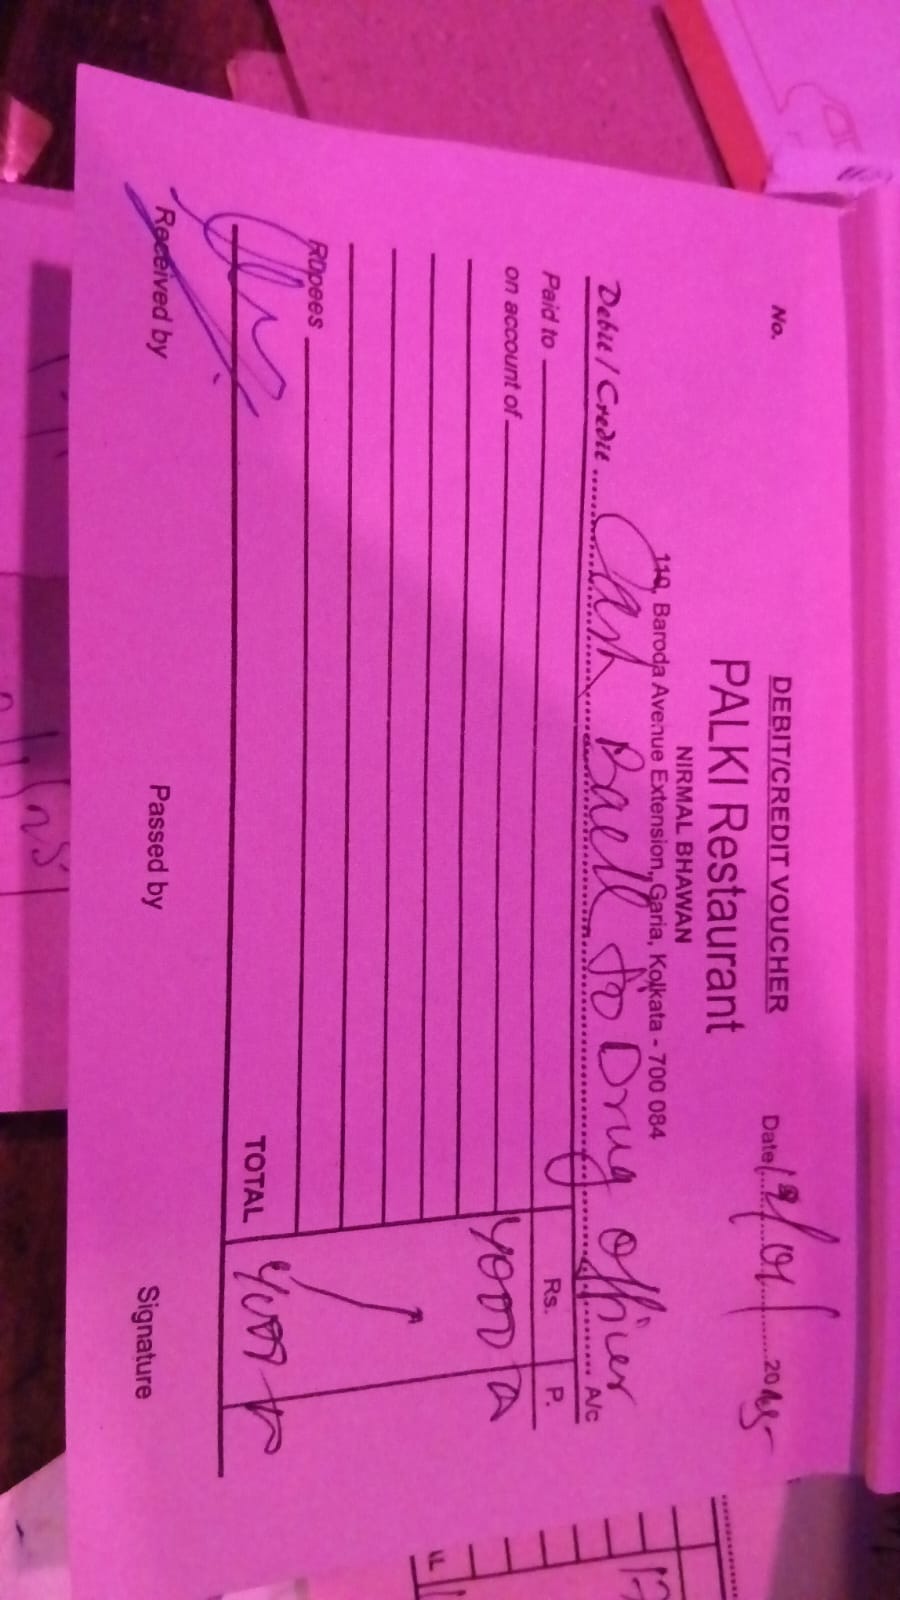 DEBIT/CREDIT VOUCHER
No.
PALKI Restaurant
Date 18/01/ 20
NIRMAL BHAWAN
110, Baroda Avenue Extension, Garia, Kolkata - 700 084
Debit / Credit Cash Back to Drug officer A/c
Paid to
Rs. P.
on account of
4000
Rupees
TOTAL 4000
Received by Passed by Signature